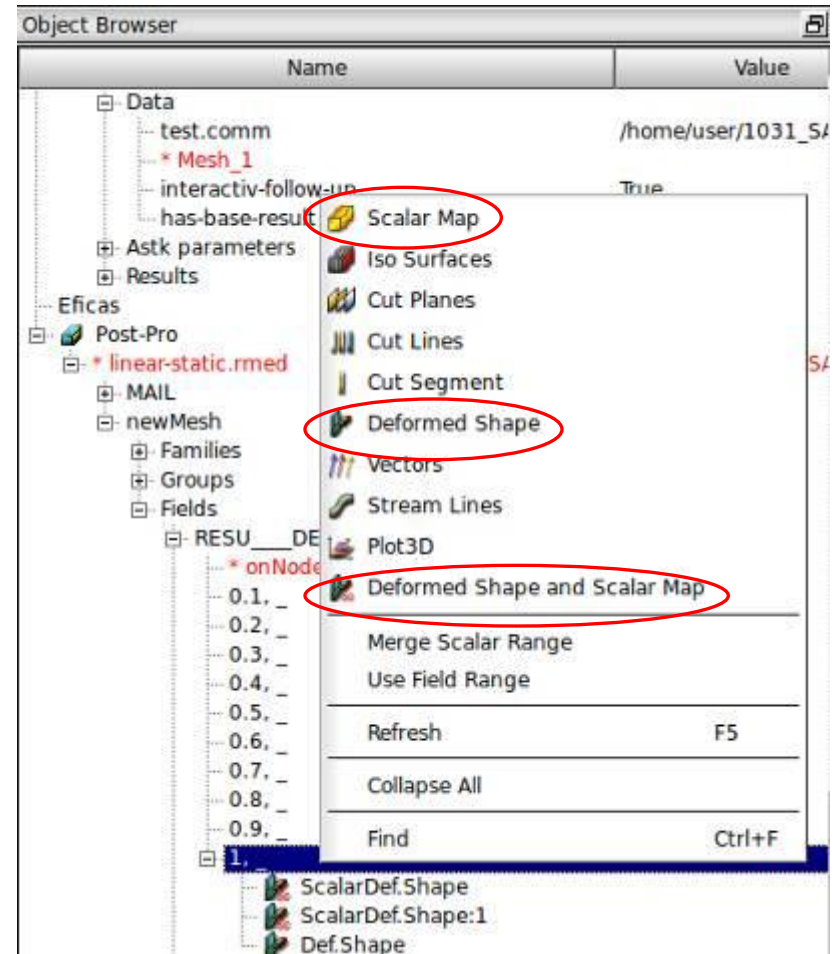 Object Browser
Name Value
Data
test.comm /home/user/1031_SA
* Mesh_1
interactiv-follow-up True
has-base-result
Scalar Map
Astk parameters
Iso Surfaces
Results
Eficas
Cut Planes
Post-Pro
Cut Lines
* linear-static.rmed SA
Cut Segment
MAIL
newMesh
Deformed Shape
Families
Vectors
Groups
Stream Lines
Fields
RESU____DE
Plot3D
* onNode
Deformed Shape and Scalar Map
0.1, _
0.2, _
Merge Scalar Range
0.3, _
Use Field Range
0.4, _
0.5, _
Refresh F5
0.6, _
0.7, _
Collapse All
0.8, _
0.9, _
Find Ctrl+F
1, _
ScalarDef.Shape
ScalarDef.Shape:1
Def.Shape